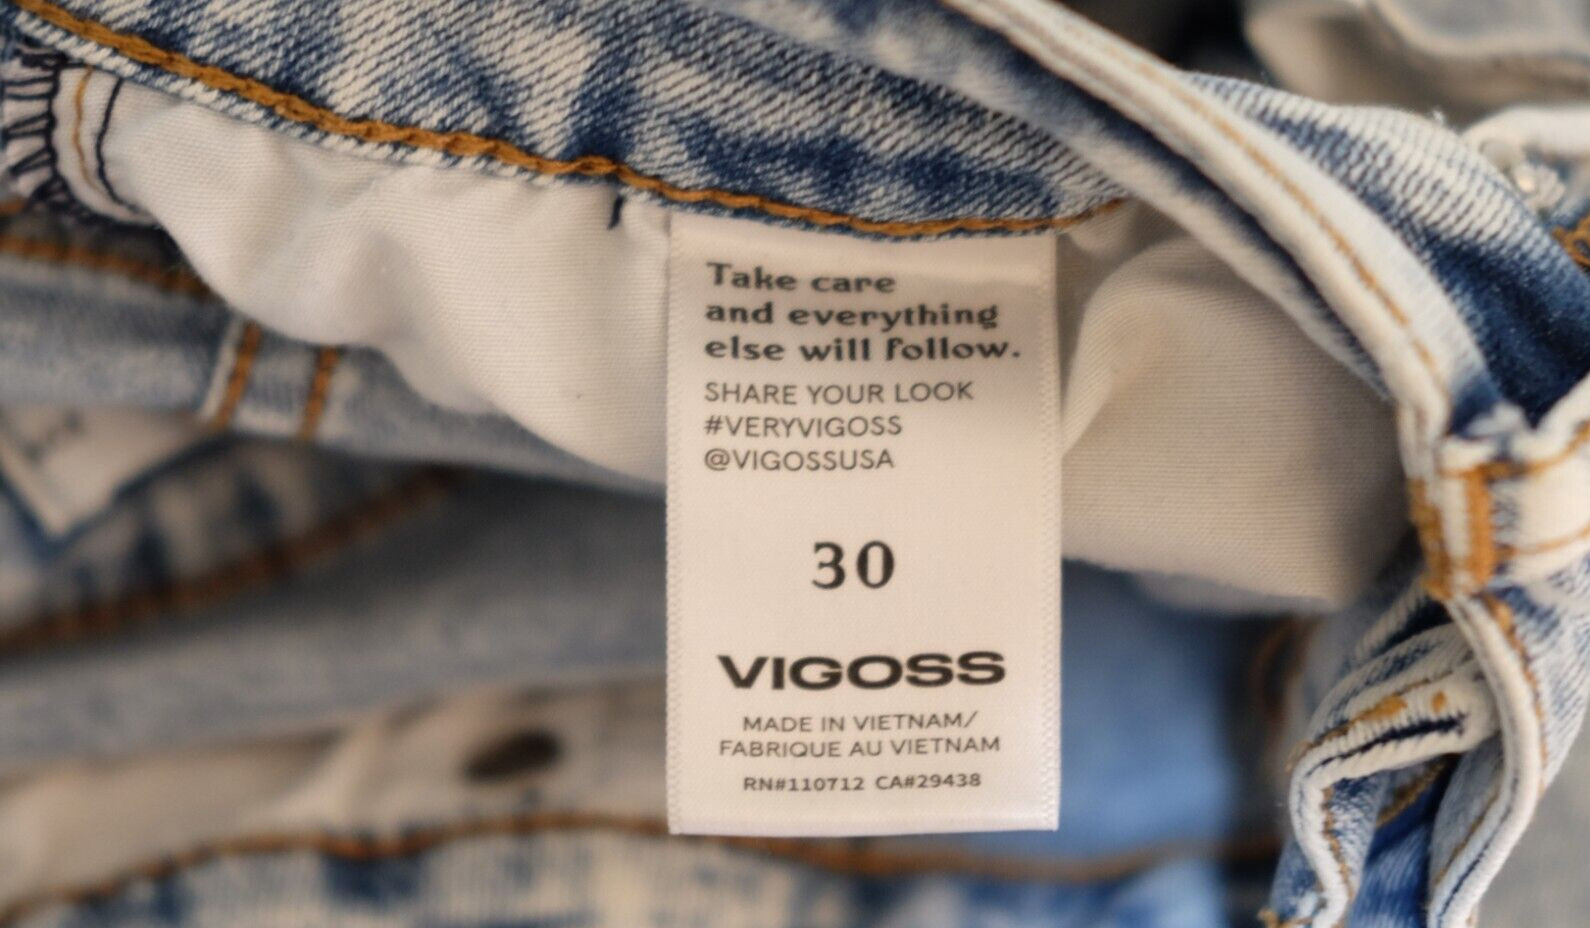 Take care
and everything
else will follow.
SHARE YOUR LOOK
#VERYVIGOSS
@VIGOSSUSA
30
VIGOSS
MADE IN VIETNAM/
FABRIQUE AU VIETNAM
RN#110712 CA#29438